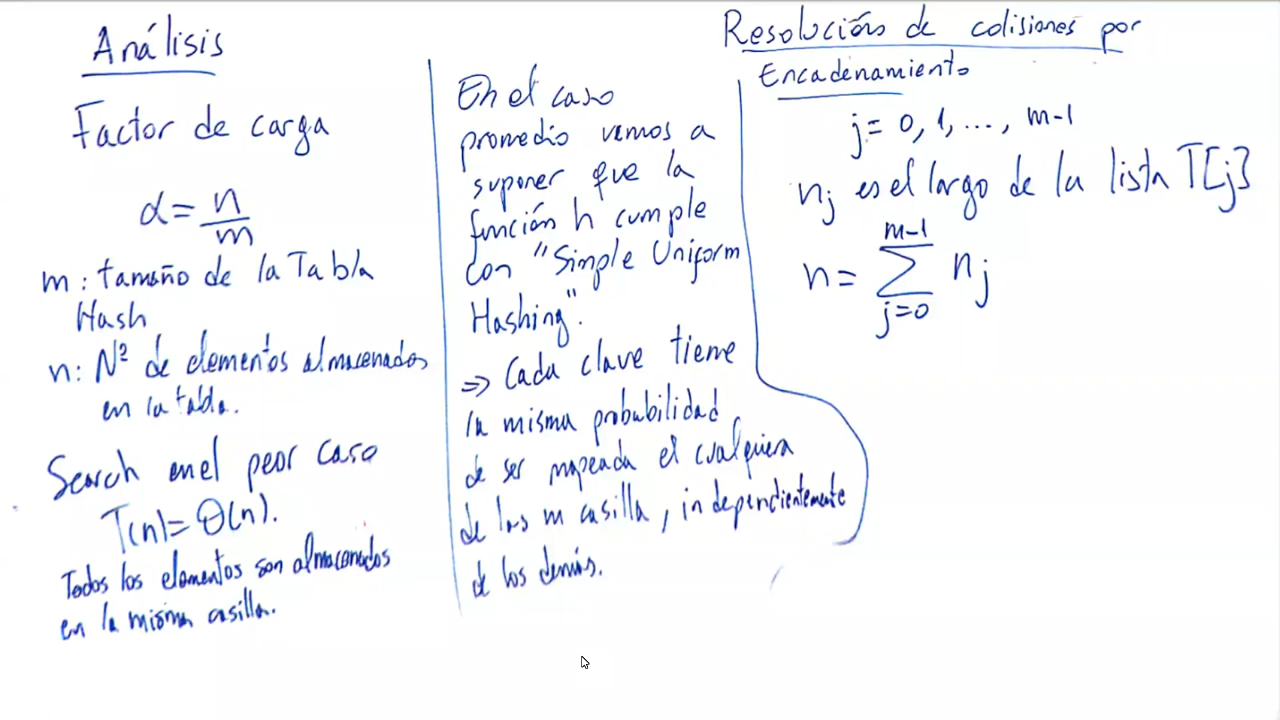 Análisis
Factor de carga
α = n/m
m: tamaño de la Tabla
Hash
n: Nº de elementos almacenados
en la tabla.
Search en el peor caso
T(n) = Θ(n).
Todos los elementos son almacenados
en la misma casilla.
En el caso
promedio vamos a
suponer que la
función h cumple
con "Simple Uniform
Hashing".
⇒ Cada clave tiene
la misma probabilidad
de ser mapeada el cualquiera
de las m casilla, independientemente
de los demás.
Resolución de colisiones por
Encadenamiento
j = 0, 1, ..., m-1
nj es el largo de la lista T[j]
n = ∑_{j=0}^{m-1} nj